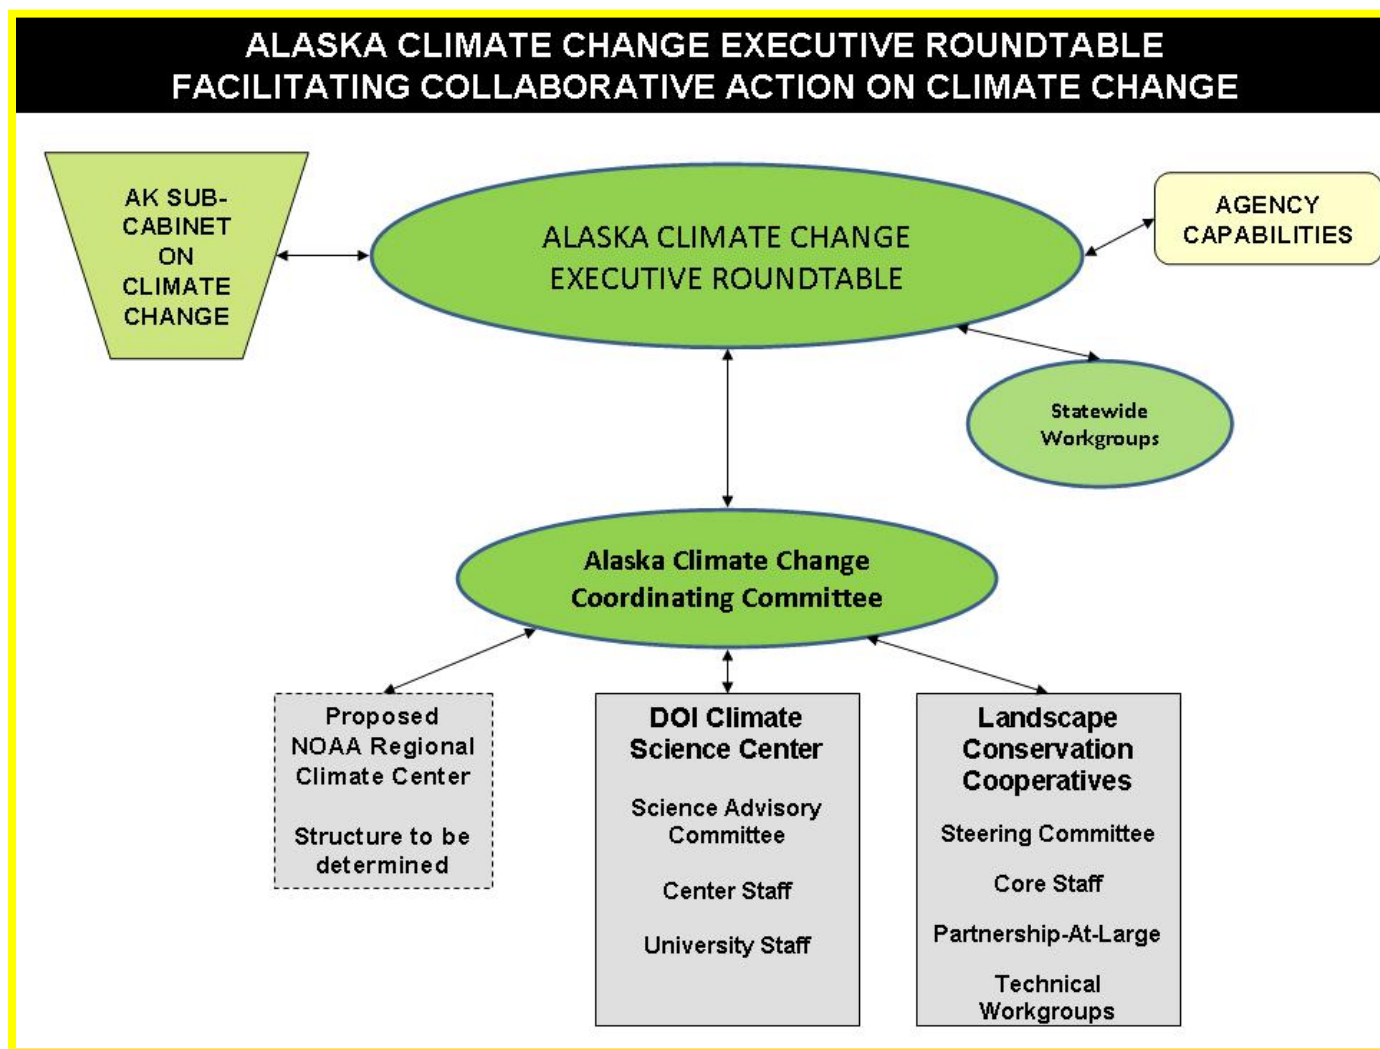 ALASKA CLIMATE CHANGE EXECUTIVE ROUNDTABLE
FACILITATING COLLABORATIVE ACTION ON CLIMATE CHANGE
AK SUB-
CABINET
ON
CLIMATE
CHANGE
ALASKA CLIMATE CHANGE
EXECUTIVE ROUNDTABLE
AGENCY
CAPABILITIES
Statewide
Workgroups
Alaska Climate Change
Coordinating Committee
Proposed
NOAA Regional
Climate Center
Structure to be
determined
DOI Climate
Science Center
Science Advisory
Committee
Center Staff
University Staff
Landscape
Conservation
Cooperatives
Steering Committee
Core Staff
Partnership-At-Large
Technical
Workgroups